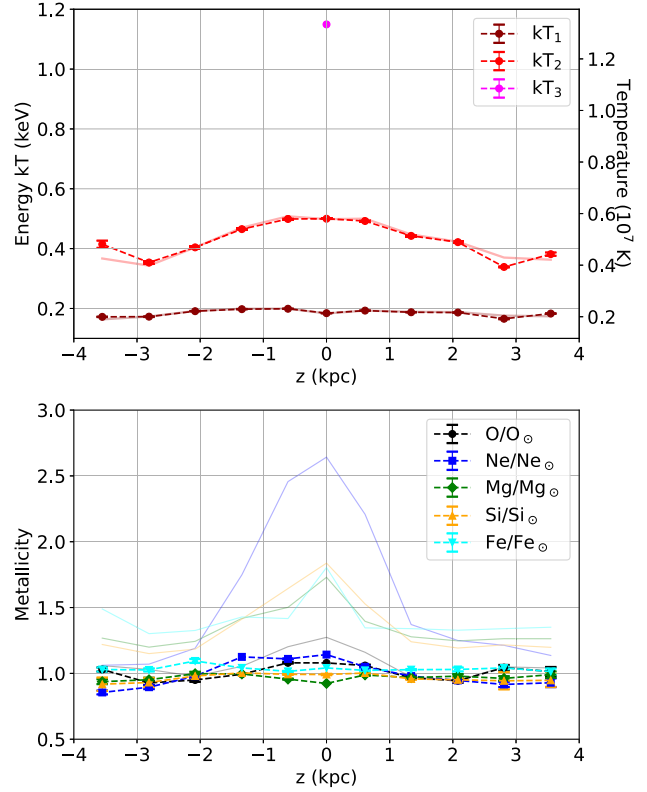 1.2
1.0
0.8
0.6
0.4
0.2
Energy kT (keV)
kT₁
kT₂
kT₃
1.2
1.0
0.8
0.6
0.4
0.2
Temperature (10⁷ K)
−4 −3 −2 −1 0 1 2 3 4
z (kpc)
3.0
2.5
2.0
1.5
1.0
0.5
Metallicity
O/O⊙
Ne/Ne⊙
Mg/Mg⊙
Si/Si⊙
Fe/Fe⊙
−4 −3 −2 −1 0 1 2 3 4
z (kpc)